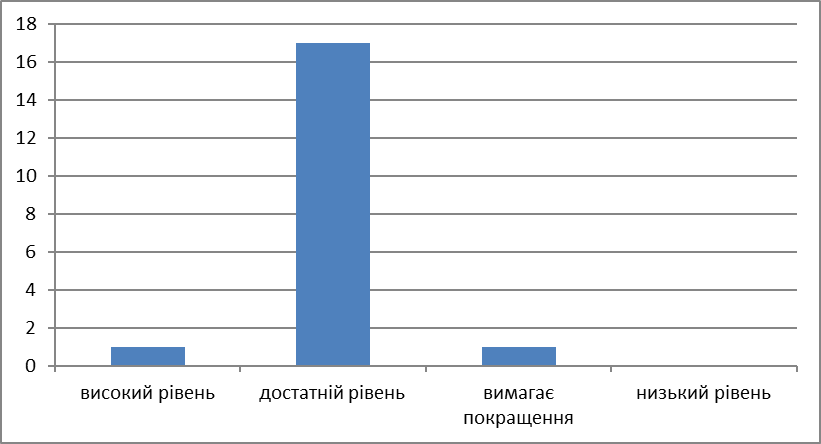 18
16
14
12
10
8
6
4
2
0
високий рівень
достатній рівень
вимагає
покращення
низький рівень